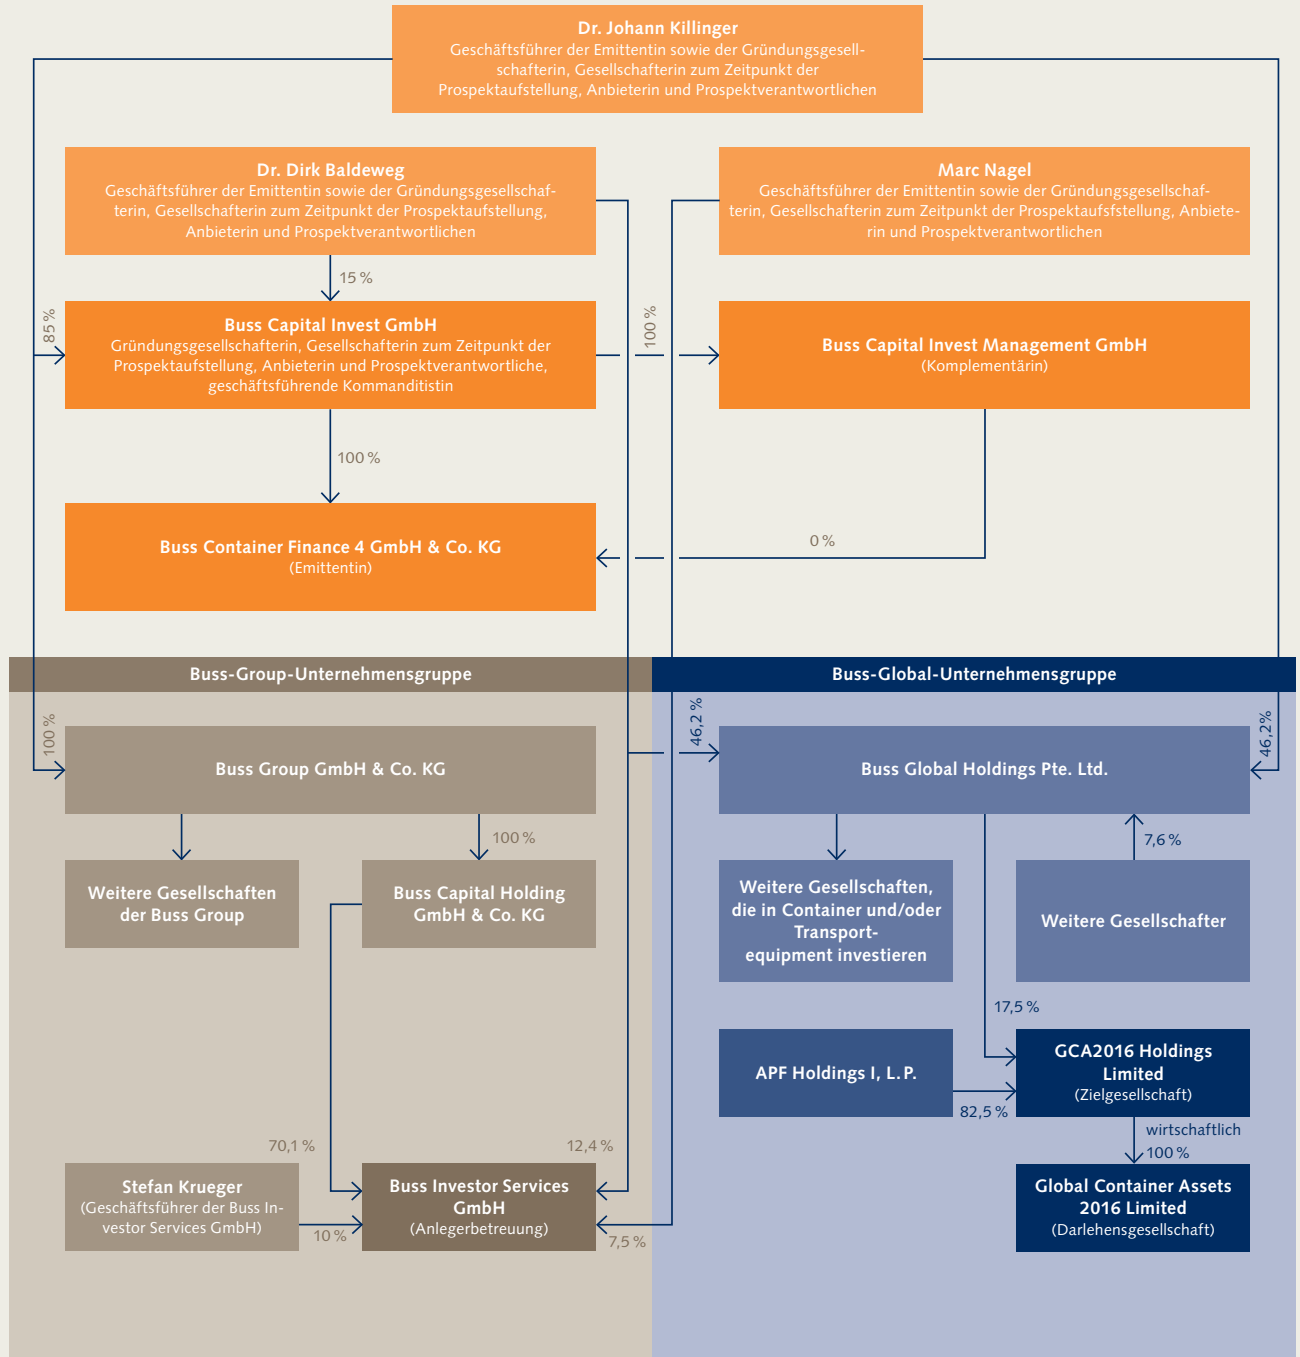 Dr. Johann Killinger
Geschäftsführer der Emittentin sowie der Gründungsgesell-
schafterin, Gesellschafterin zum Zeitpunkt der
Prospektaufstellung, Anbieterin und Prospektverantwortlichen
Dr. Dirk Baldeweg
Geschäftsführer der Emittentin sowie der Gründungsgesellschaf-
terin, Gesellschafterin zum Zeitpunkt der Prospektaufstellung,
Anbieterin und Prospektverantwortlichen
Marc Nagel
Geschäftsführer der Emittentin sowie der Gründungsgesellschaf-
terin, Gesellschafterin zum Zeitpunkt der Prospektaufsfstellung, Anbiete-
rin und Prospektverantwortlichen
15 %
85 %
Buss Capital Invest GmbH
Gründungsgesellschafterin, Gesellschafterin zum Zeitpunkt der
Prospektaufstellung, Anbieterin und Prospektverantwortliche,
geschäftsführende Kommanditistin
100 %
Buss Capital Invest Management GmbH
(Komplementärin)
100 %
Buss Container Finance 4 GmbH & Co. KG
(Emittentin)
0 %
Buss-Group-Unternehmensgruppe
Buss-Global-Unternehmensgruppe
100 %
Buss Group GmbH & Co. KG
46,2 %
Buss Global Holdings Pte. Ltd.
46,2%
100 %
7,6 %
Weitere Gesellschaften
der Buss Group
Buss Capital Holding
GmbH & Co. KG
Weitere Gesellschaften,
die in Container und/oder
Transport-
equipment investieren
Weitere Gesellschafter
17,5 %
APF Holdings I, L.P.
82,5 %
GCA2016 Holdings
Limited
(Zielgesellschaft)
wirtschaftlich
100 %
70,1 %
12,4 %
Stefan Krueger
(Geschäftsführer der Buss In-
vestor Services GmbH)
10 %
Buss Investor Services
GmbH
(Anlegerbetreuung)
7,5 %
Global Container Assets
2016 Limited
(Darlehensgesellschaft)